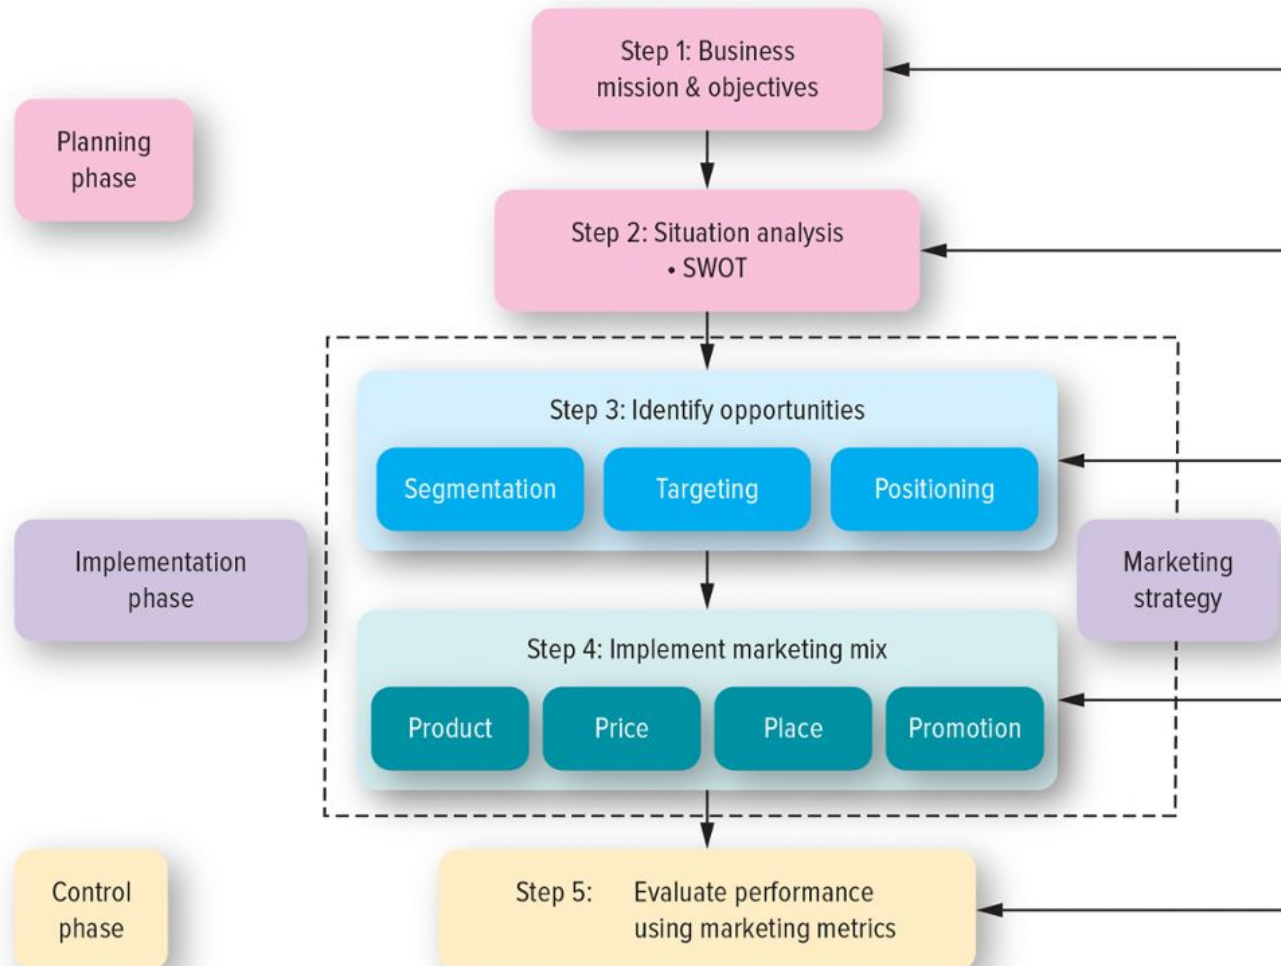 Step 1: Business
mission & objectives
Planning
phase
Step 2: Situation analysis
• SWOT
Step 3: Identify opportunities
Segmentation
Targeting
Positioning
Implementation
phase
Marketing
strategy
Step 4: Implement marketing mix
Product
Price
Place
Promotion
Control
phase
Step 5: Evaluate performance
using marketing metrics